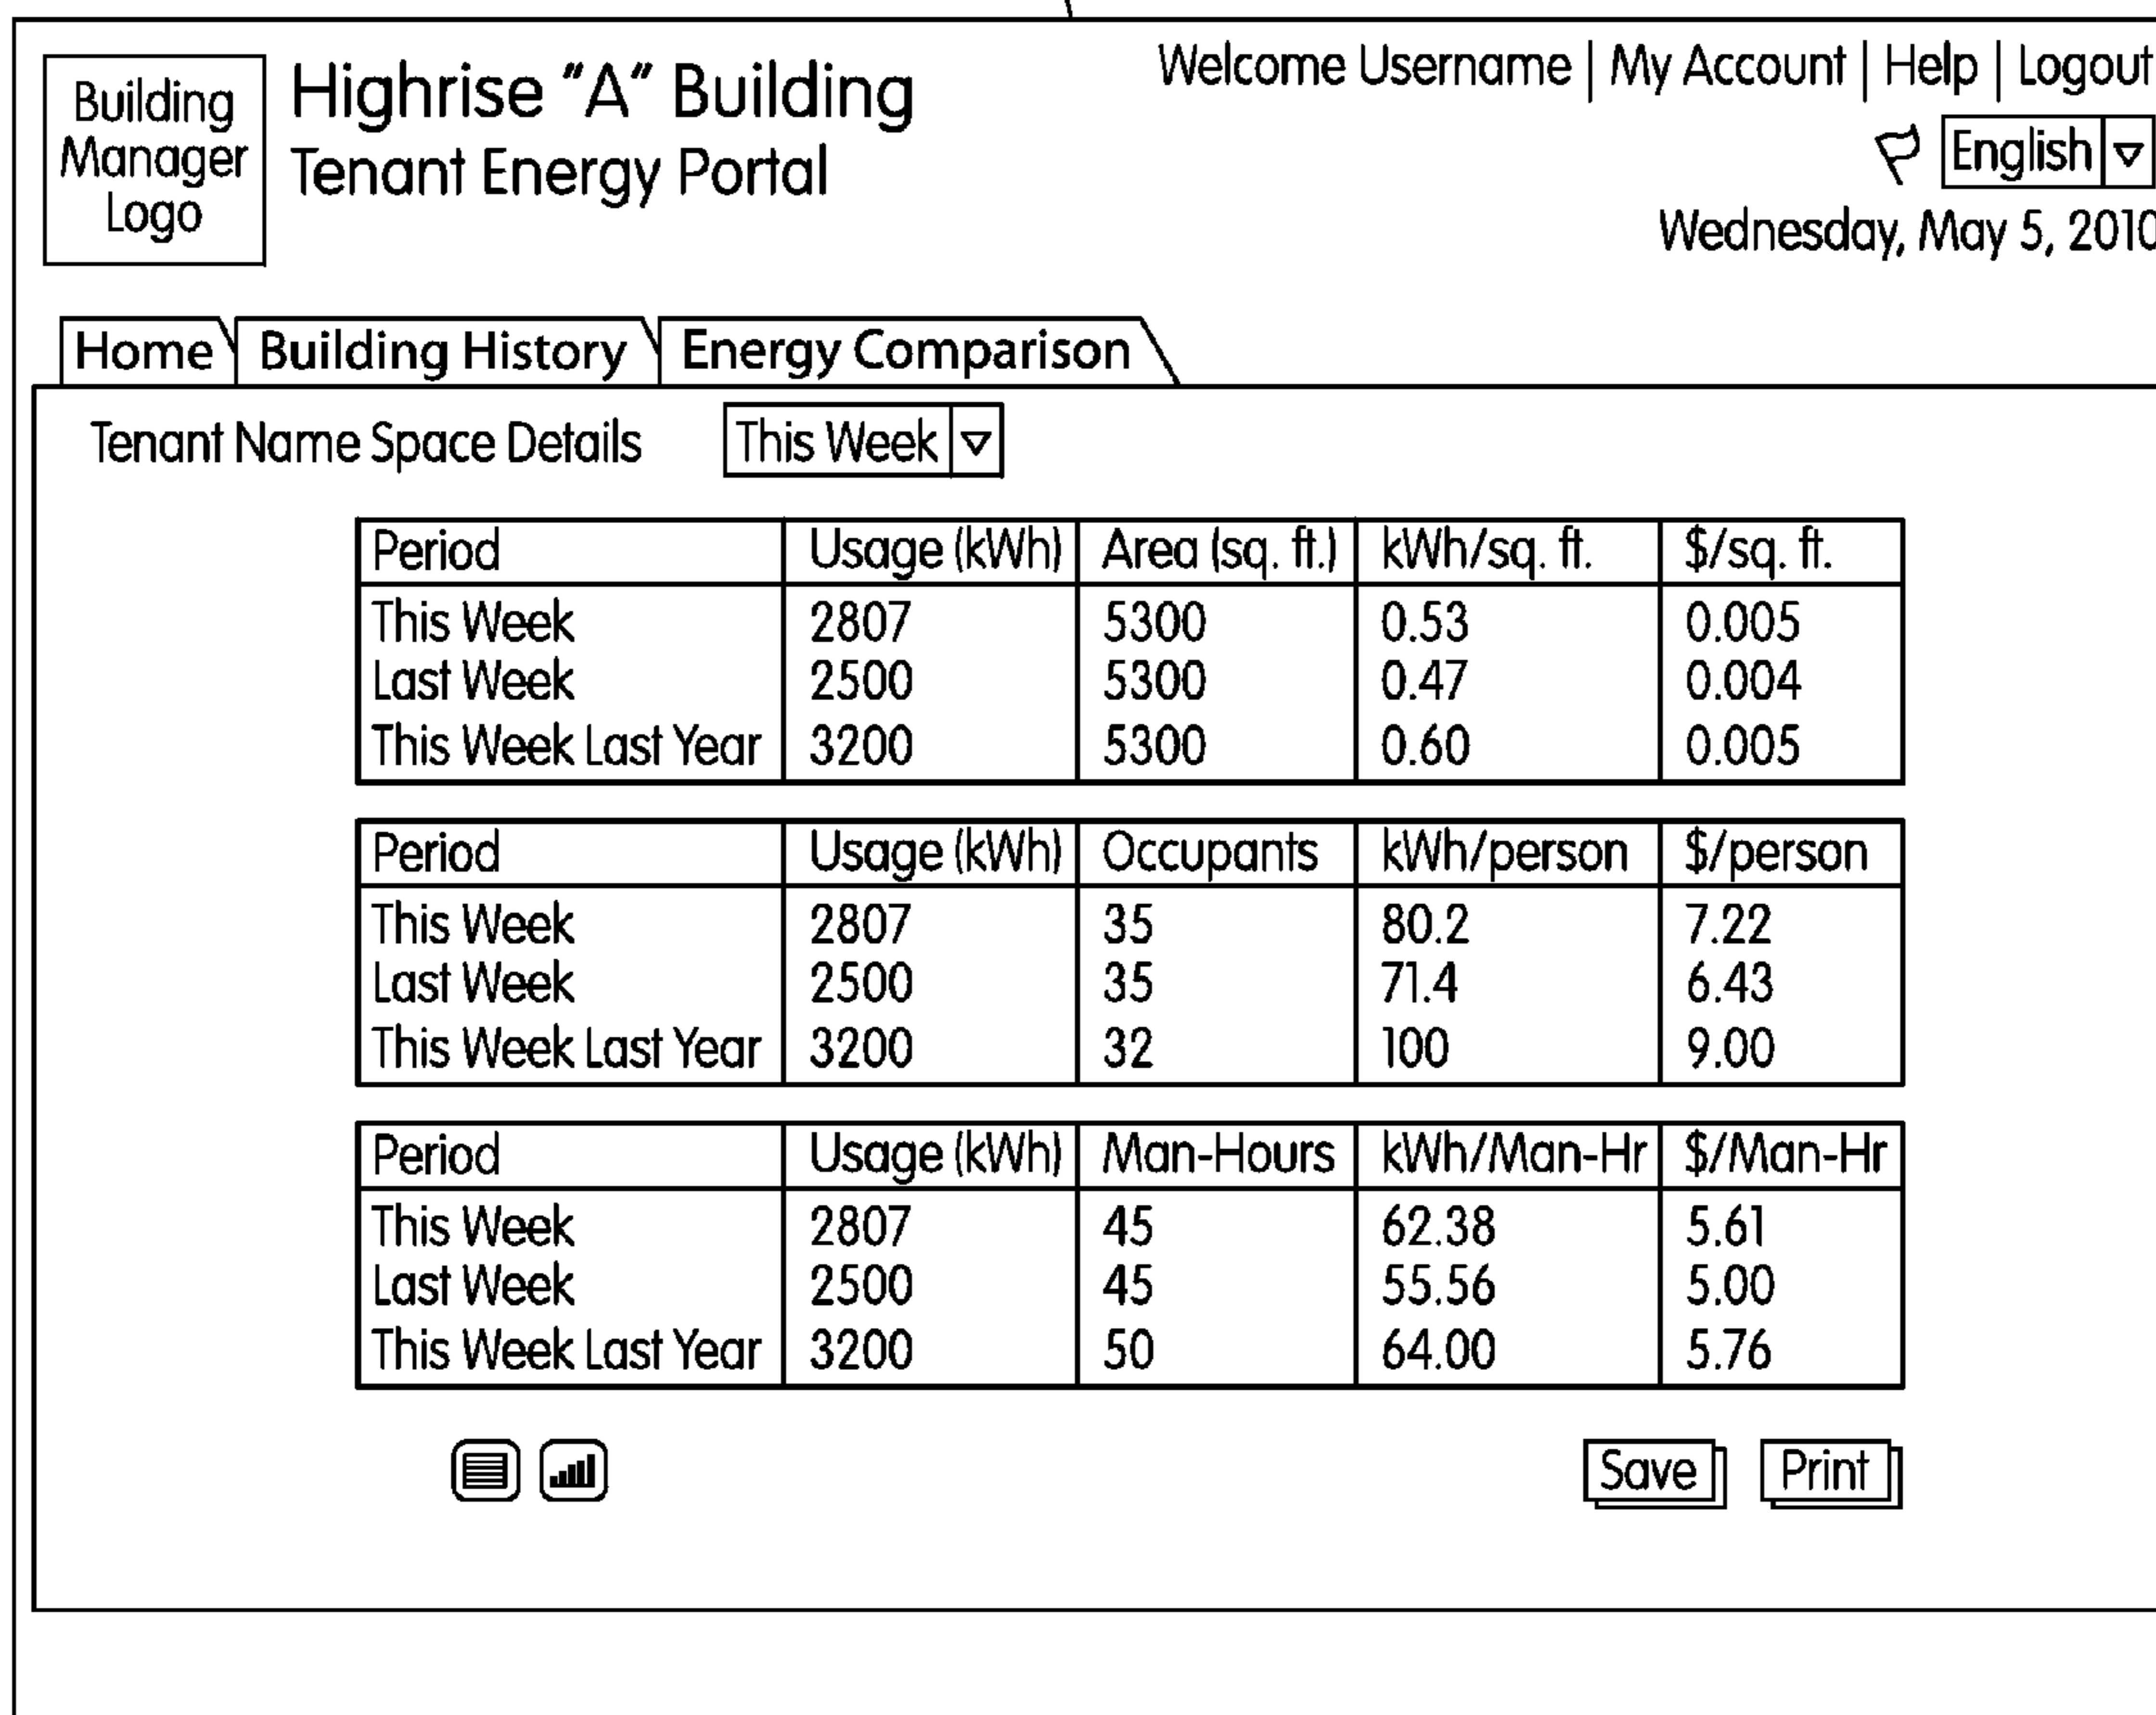 Building
Manager
Logo
Highrise "A" Building
Tenant Energy Portal
Welcome Username | My Account | Help | Logout
English
Wednesday, May 5, 2010
Home Building History Energy Comparison
Tenant Name Space Details This Week
Period Usage (kWh) Area (sq. ft.) kWh/sq. ft. $/sq. ft.
This Week 2807 5300 0.53 0.005
Last Week 2500 5300 0.47 0.004
This Week Last Year 3200 5300 0.60 0.005
Period Usage (kWh) Occupants kWh/person $/person
This Week 2807 35 80.2 7.22
Last Week 2500 35 71.4 6.43
This Week Last Year 3200 32 100 9.00
Period Usage (kWh) Man-Hours kWh/Man-Hr $/Man-Hr
This Week 2807 45 62.38 5.61
Last Week 2500 45 55.56 5.00
This Week Last Year 3200 50 64.00 5.76
Save Print